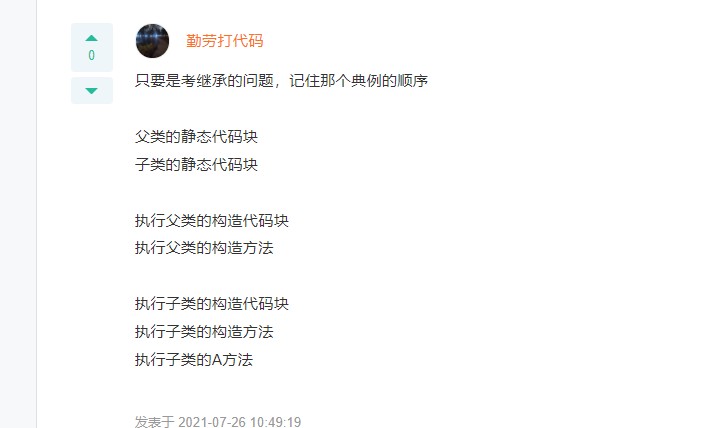 勤劳打代码
0
只要是考继承的问题，记住那个典例的顺序
父类的静态代码块
子类的静态代码块
执行父类的构造代码块
执行父类的构造方法
执行子类的构造代码块
执行子类的构造方法
执行子类的A方法
发表于 2021-07-26 10:49:19